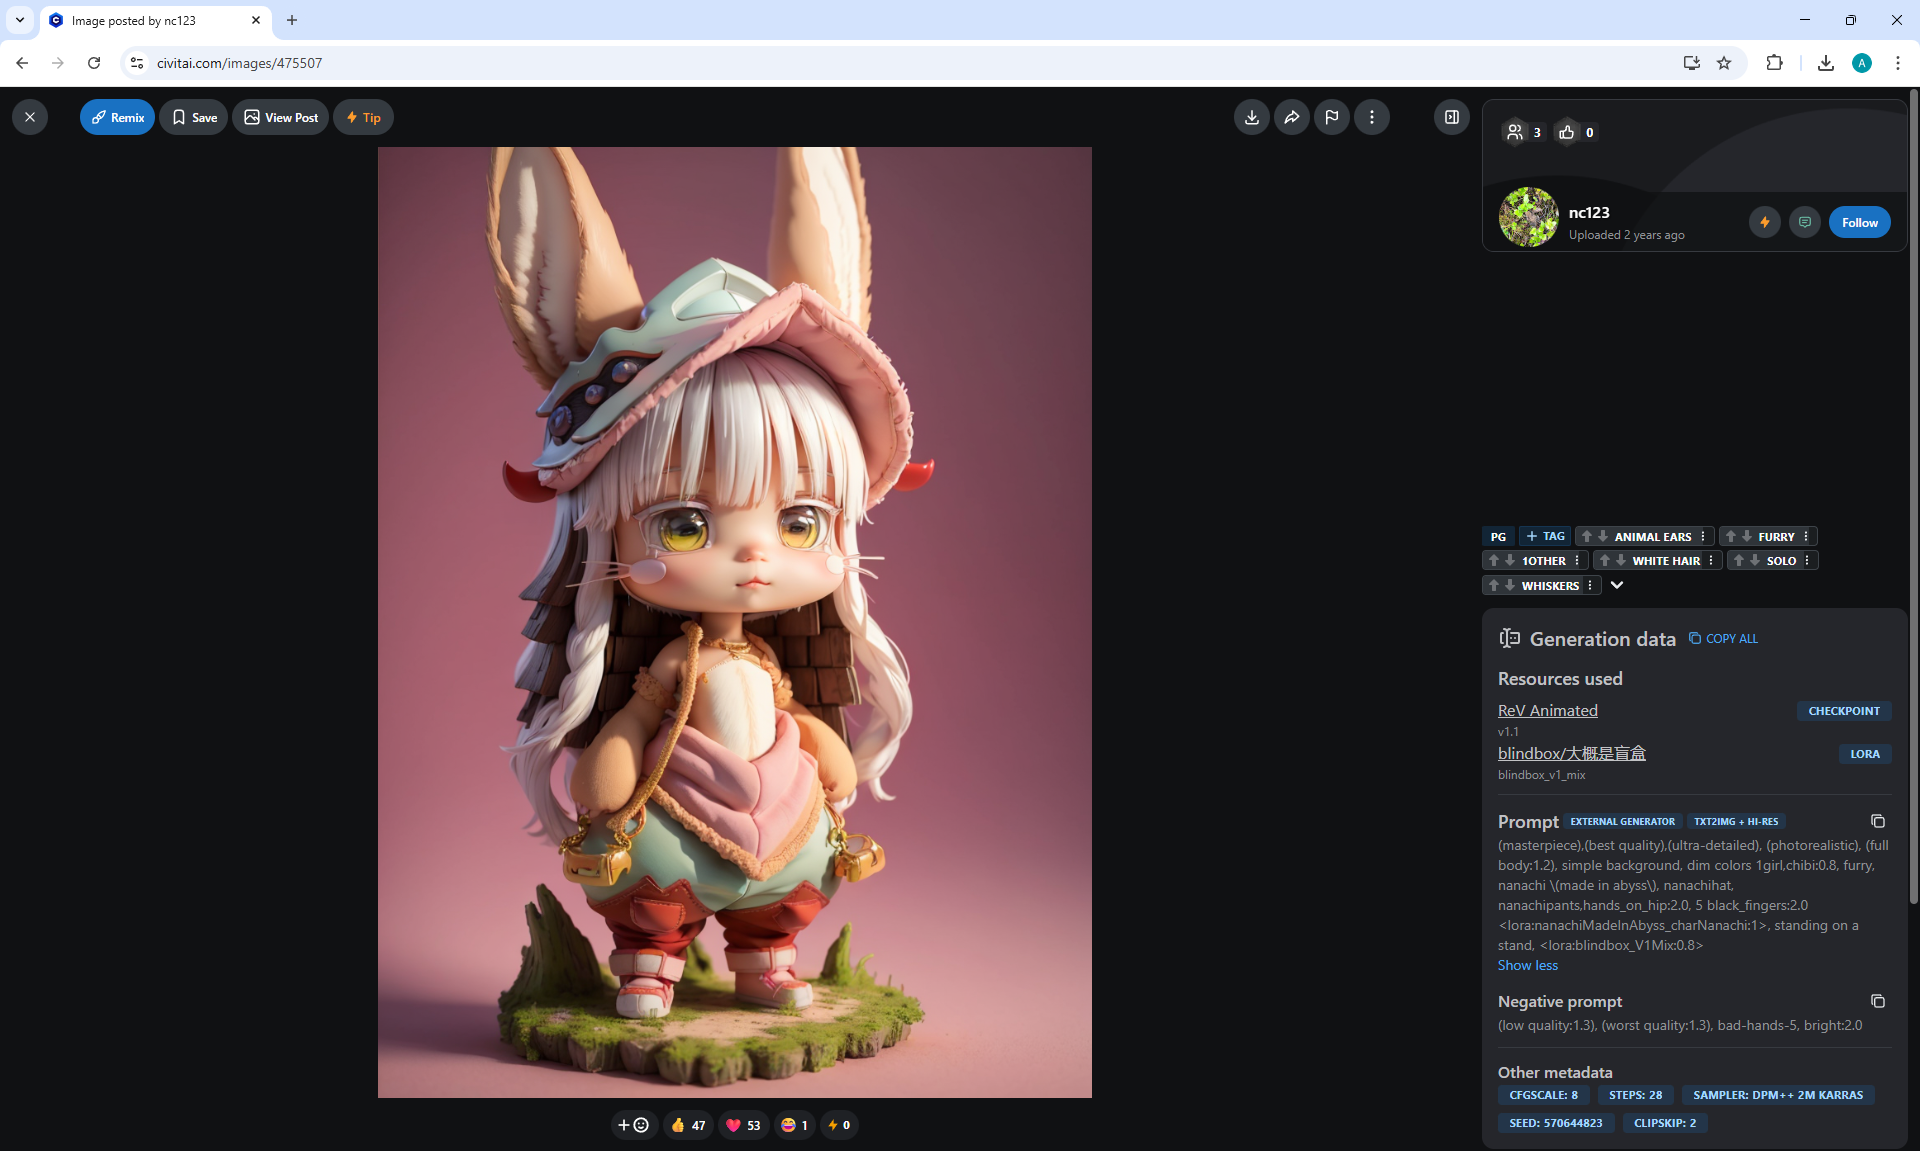 Image posted by nc123
civitai.com/images/475507
A
Remix
Save
View Post
Tip
3
0
nc123
Uploaded 2 years ago
Follow
PG
TAG
ANIMAL EARS
FURRY
1OTHER
WHITE HAIR
SOLO
WHISKERS
Generation data
COPY ALL
Resources used
ReV Animated
CHECKPOINT
v1.1
blindbox/大概是盲盒
LORA
blindbox_v1_mix
Prompt
EXTERNAL GENERATOR
TXT2IMG + HI-RES
(masterpiece),(best quality),(ultra-detailed), (photorealistic), (full
body:1.2), simple background, dim colors 1girl,chibi:0.8, furry,
nanachi \(made in abyss\), nanachihat,
nanachipants,hands_on_hip:2.0, 5 black_fingers:2.0
<lora:nanachiMadeInAbyss_charNanachi:1>, standing on a
stand, <lora:blindbox_V1Mix:0.8>
Show less
Negative prompt
(low quality:1.3), (worst quality:1.3), bad-hands-5, bright:2.0
Other metadata
CFGSCALE: 8
STEPS: 28
SAMPLER: DPM++ 2M KARRAS
SEED: 570644823
CLIPSKIP: 2
47
53
1
0